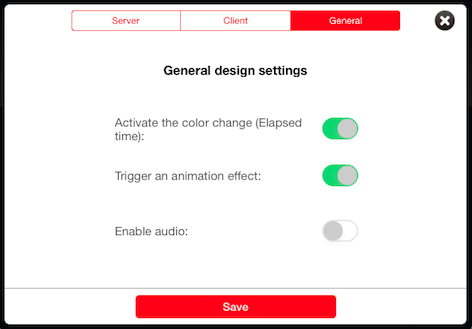 Server Client General
General design settings
Activate the color change (Elapsed
time):
Trigger an animation effect:
Enable audio:
Save